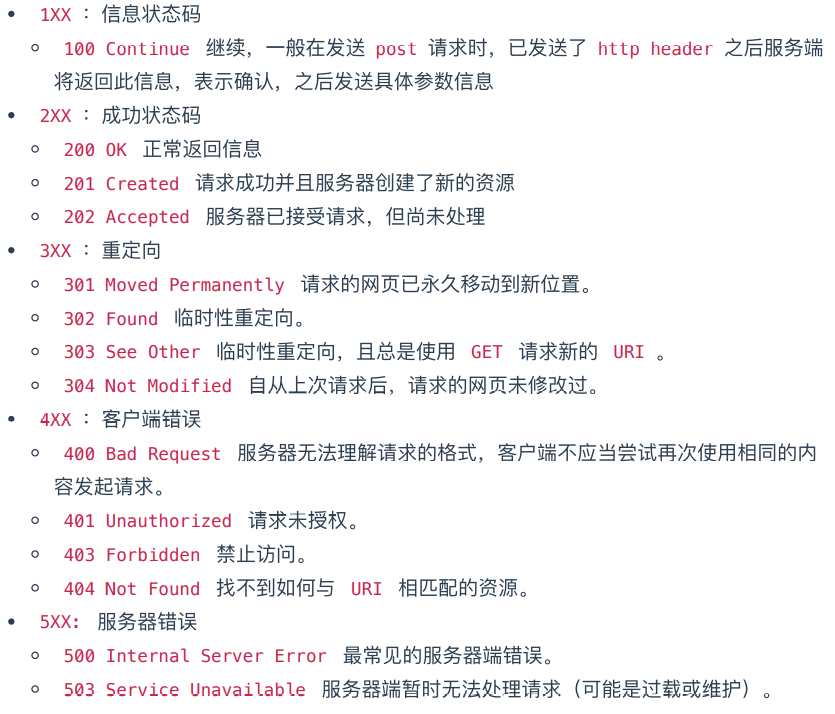 1XX ： 信息状态码
100 Continue 继续，一般在发送 post 请求时，已发送了 http header 之后服务端
将返回此信息，表示确认，之后发送具体参数信息
2XX ： 成功状态码
200 OK 正常返回信息
201 Created 请求成功并且服务器创建了新的资源
202 Accepted 服务器已接受请求，但尚未处理
3XX ： 重定向
301 Moved Permanently 请求的网页已永久移动到新位置。
302 Found 临时性重定向。
303 See Other 临时性重定向，且总是使用 GET 请求新的 URI 。
304 Not Modified 自从上次请求后，请求的网页未修改过。
4XX ： 客户端错误
400 Bad Request 服务器无法理解请求的格式，客户端不应当尝试再次使用相同的内
容发起请求。
401 Unauthorized 请求未授权。
403 Forbidden 禁止访问。
404 Not Found 找不到如何与 URI 相匹配的资源。
5XX: 服务器错误
500 Internal Server Error 最常见的服务器端错误。
503 Service Unavailable 服务器端暂时无法处理请求（可能是过载或维护）。